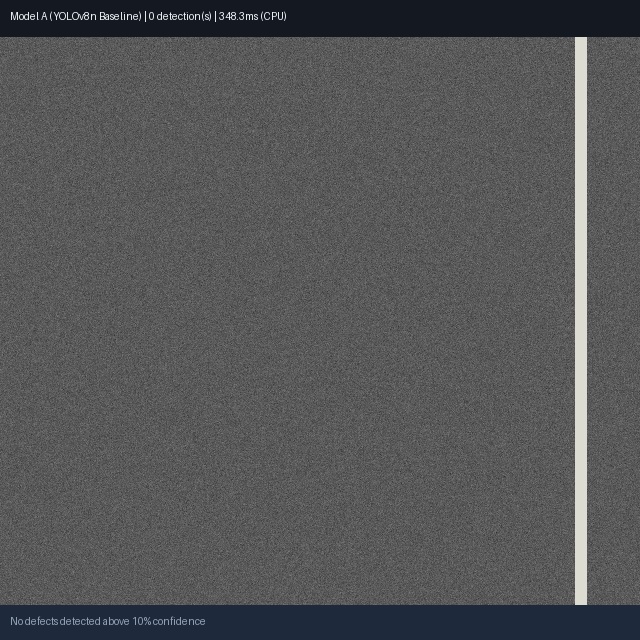 Model A (YOLOv8n Baseline) | 0 detection(s) | 348.3ms (CPU)
No defects detected above 10% confidence